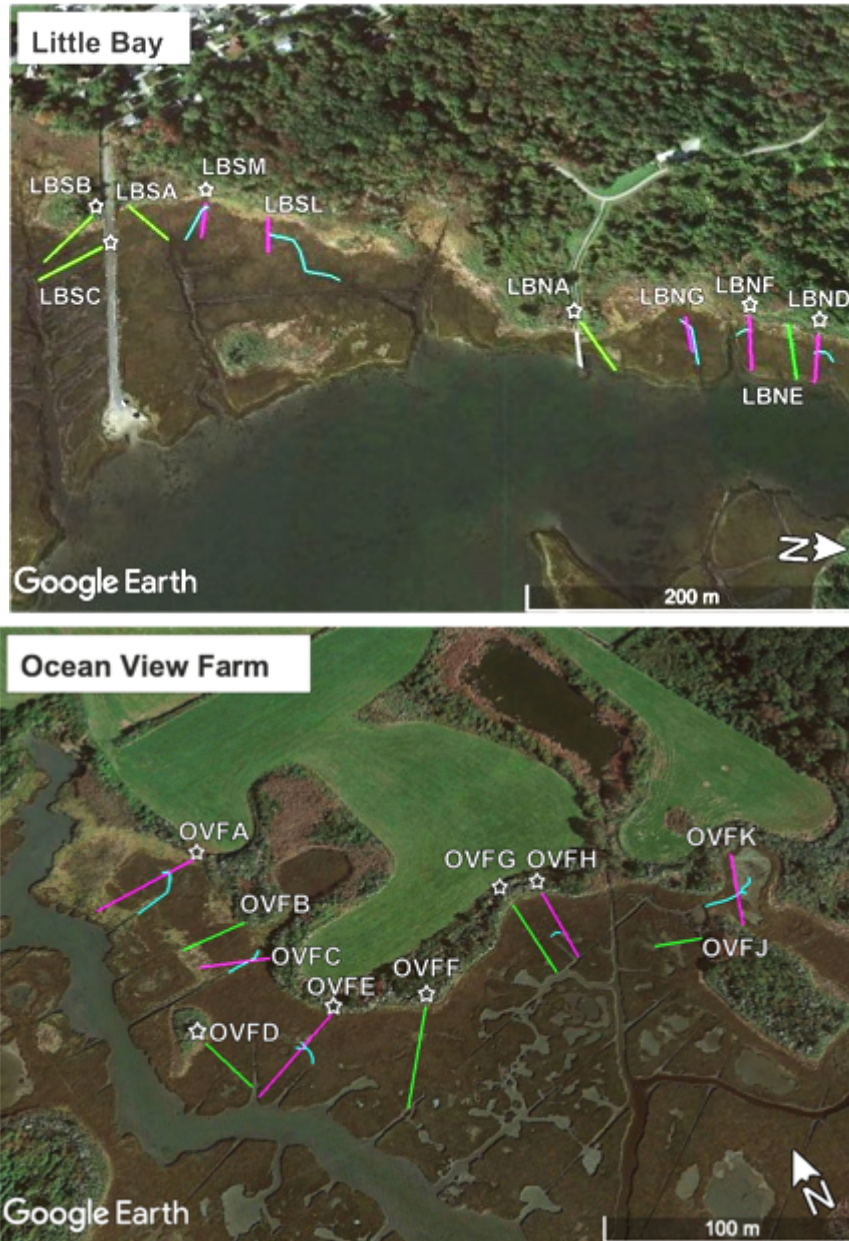 Little Bay
LBSM
LBSB
LBSA
LBSL
LBSC
LBNA
LBNG
LBNF
LBND
LBNE
N
Google Earth
200 m
Ocean View Farm
OVFA
OVFK
OVFG
OVFH
OVFB
OVFJ
OVFC
OVFF
OVFE
OVFD
N
Google Earth
100 m